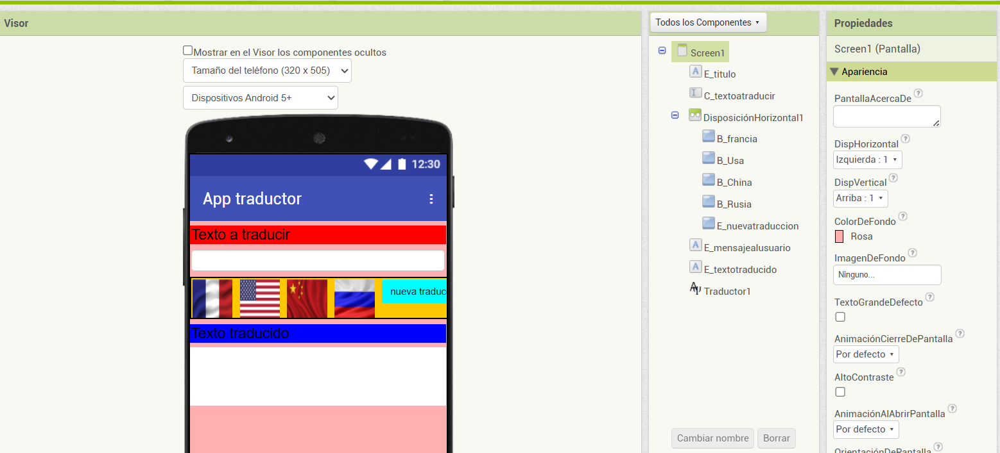 Visor
Mostrar en el Visor los componentes ocultos
Tamaño del teléfono (320 x 505)
Dispositivos Android 5+
12:30
App traductor
Texto a traducir
nueva traduc
Texto traducido
Todos los Componentes
Screen1
E_titulo
C_textoatraducir
DisposiciónHorizontal1
B_francia
B_Usa
B_China
B_Rusia
E_nuevatraduccion
E_mensajealusuario
E_textotraducido
Traductor1
Cambiar nombre
Borrar
Propiedades
Screen1 (Pantalla)
Apariencia
PantallaAcercaDe ?
DispHorizontal ?
Izquierda : 1
DispVertical ?
Arriba : 1
ColorDeFondo ?
Rosa
ImagenDeFondo ?
Ninguno...
TextoGrandeDefecto ?
AnimaciónCierreDePantalla ?
Por defecto
AltoContraste ?
AnimaciónAlAbrirPantalla ?
Por defecto
OrientaciónDePantalla ?